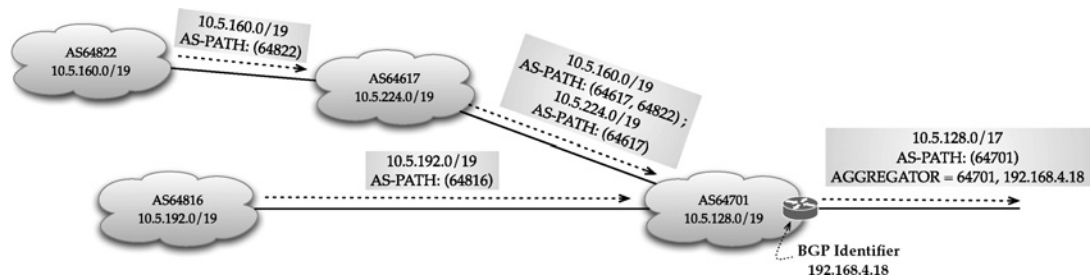 10.5.160.0/19
AS-PATH: (64822)
AS64822
10.5.160.0/19
AS64617
10.5.224.0/19
10.5.160.0/19
AS-PATH: (64617, 64822) ;
10.5.224.0/19
AS-PATH: (64617)
10.5.192.0/19
AS-PATH: (64816)
10.5.128.0/17
AS-PATH: (64701)
AGGREGATOR = 64701, 192.168.4.18
AS64816
10.5.192.0/19
AS64701
10.5.128.0/19
BGP Identifier
192.168.4.18